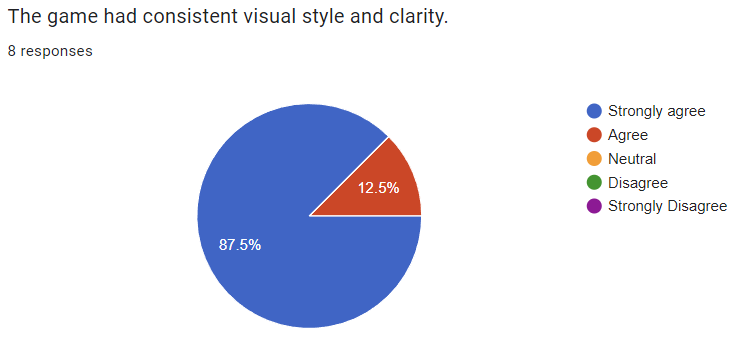 The game had consistent visual style and clarity.
8 responses
Strongly agree
Agree
Neutral
Disagree
Strongly Disagree
12.5%
87.5%